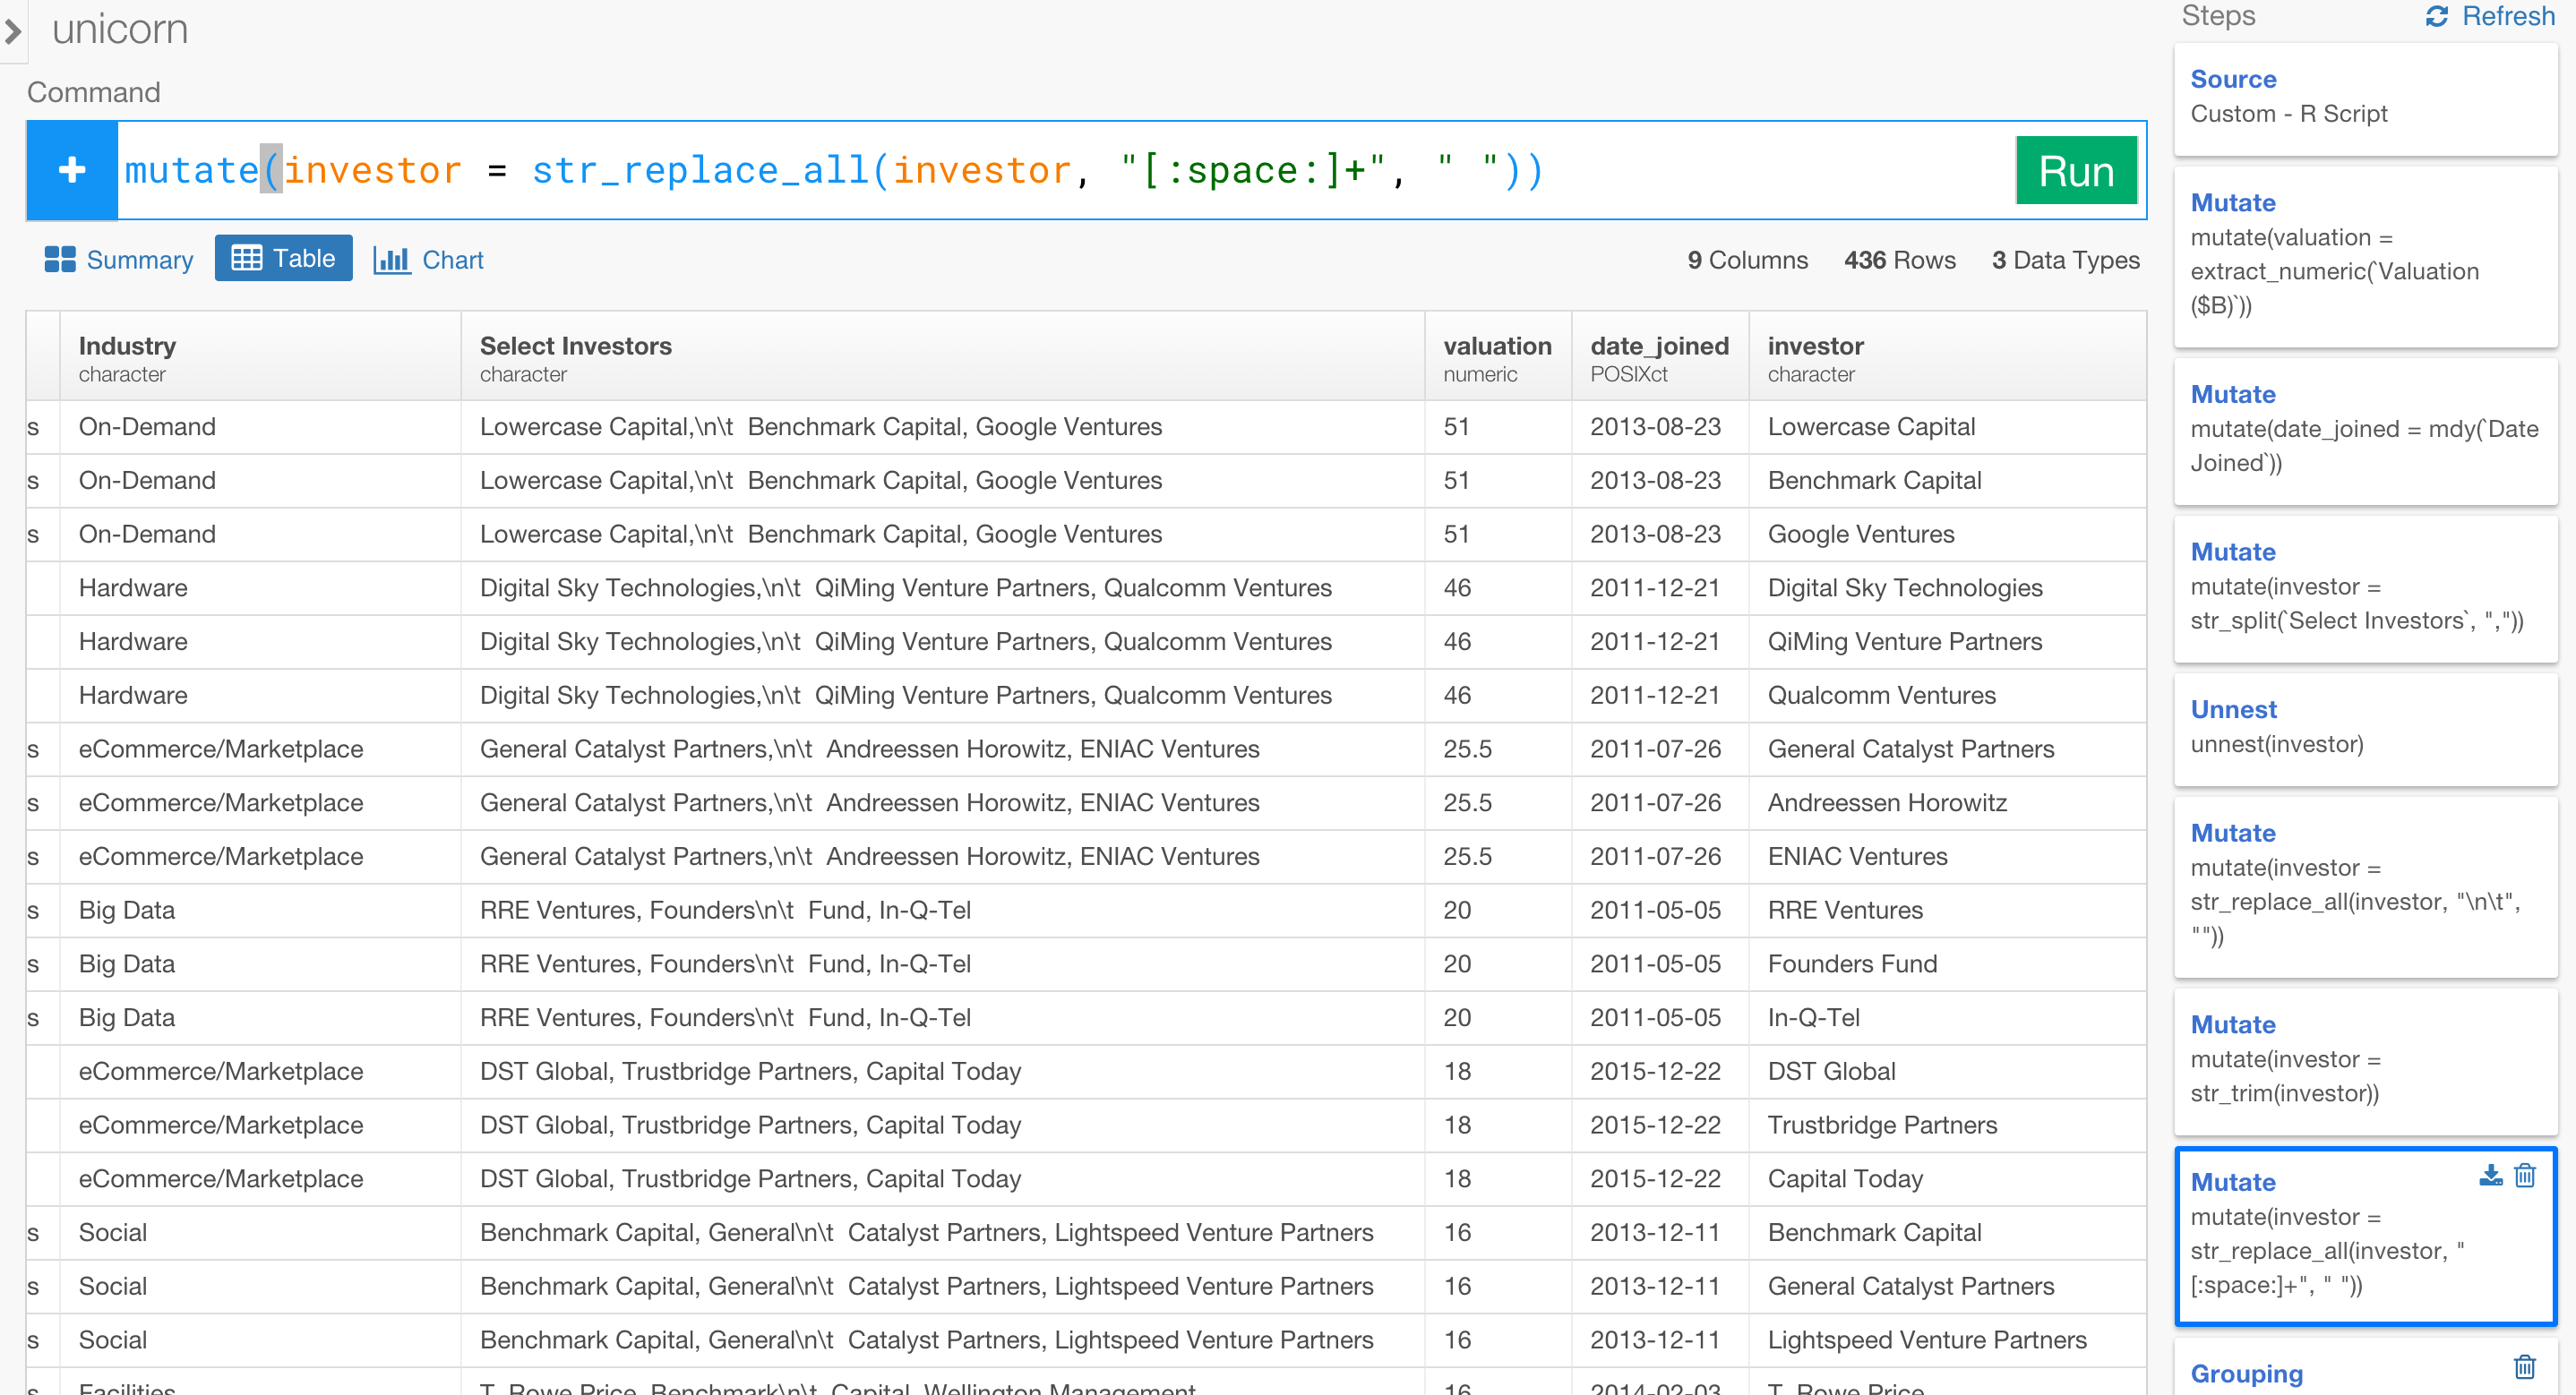 unicorn
Command
mutate(investor = str_replace_all(investor, "[:space:]+", " "))
Run
Summary Table Chart 9 Columns 436 Rows 3 Data Types
Industry Select Investors valuation date_joined investor
character character numeric POSIXct character
s On-Demand Lowercase Capital,\n\t  Benchmark Capital, Google Ventures 51 2013-08-23 Lowercase Capital
s On-Demand Lowercase Capital,\n\t  Benchmark Capital, Google Ventures 51 2013-08-23 Benchmark Capital
s On-Demand Lowercase Capital,\n\t  Benchmark Capital, Google Ventures 51 2013-08-23 Google Ventures
Hardware Digital Sky Technologies,\n\t  QiMing Venture Partners, Qualcomm Ventures 46 2011-12-21 Digital Sky Technologies
Hardware Digital Sky Technologies,\n\t  QiMing Venture Partners, Qualcomm Ventures 46 2011-12-21 QiMing Venture Partners
Hardware Digital Sky Technologies,\n\t  QiMing Venture Partners, Qualcomm Ventures 46 2011-12-21 Qualcomm Ventures
s eCommerce/Marketplace General Catalyst Partners,\n\t  Andreessen Horowitz, ENIAC Ventures 25.5 2011-07-26 General Catalyst Partners
s eCommerce/Marketplace General Catalyst Partners,\n\t  Andreessen Horowitz, ENIAC Ventures 25.5 2011-07-26 Andreessen Horowitz
s eCommerce/Marketplace General Catalyst Partners,\n\t  Andreessen Horowitz, ENIAC Ventures 25.5 2011-07-26 ENIAC Ventures
s Big Data RRE Ventures, Founders\n\t  Fund, In-Q-Tel 20 2011-05-05 RRE Ventures
s Big Data RRE Ventures, Founders\n\t  Fund, In-Q-Tel 20 2011-05-05 Founders Fund
s Big Data RRE Ventures, Founders\n\t  Fund, In-Q-Tel 20 2011-05-05 In-Q-Tel
eCommerce/Marketplace DST Global, Trustbridge Partners, Capital Today 18 2015-12-22 DST Global
eCommerce/Marketplace DST Global, Trustbridge Partners, Capital Today 18 2015-12-22 Trustbridge Partners
eCommerce/Marketplace DST Global, Trustbridge Partners, Capital Today 18 2015-12-22 Capital Today
s Social Benchmark Capital, General\n\t  Catalyst Partners, Lightspeed Venture Partners 16 2013-12-11 Benchmark Capital
s Social Benchmark Capital, General\n\t  Catalyst Partners, Lightspeed Venture Partners 16 2013-12-11 General Catalyst Partners
s Social Benchmark Capital, General\n\t  Catalyst Partners, Lightspeed Venture Partners 16 2013-12-11 Lightspeed Venture Partners
s Facilities T. Rowe Price, Benchmark\n\t  Capital, Wellington Management 16 2014-02-03 T. Rowe Price
Steps Refresh
Source
Custom - R Script
Mutate
mutate(valuation =
extract_numeric(`Valuation
($B)`))
Mutate
mutate(date_joined = mdy(`Date
Joined`))
Mutate
mutate(investor =
str_split(`Select Investors`, ","))
Unnest
unnest(investor)
Mutate
mutate(investor =
str_replace_all(investor, "\n\t",
""))
Mutate
mutate(investor =
str_trim(investor))
Mutate
mutate(investor =
str_replace_all(investor, "
[:space:]+", " "))
Grouping